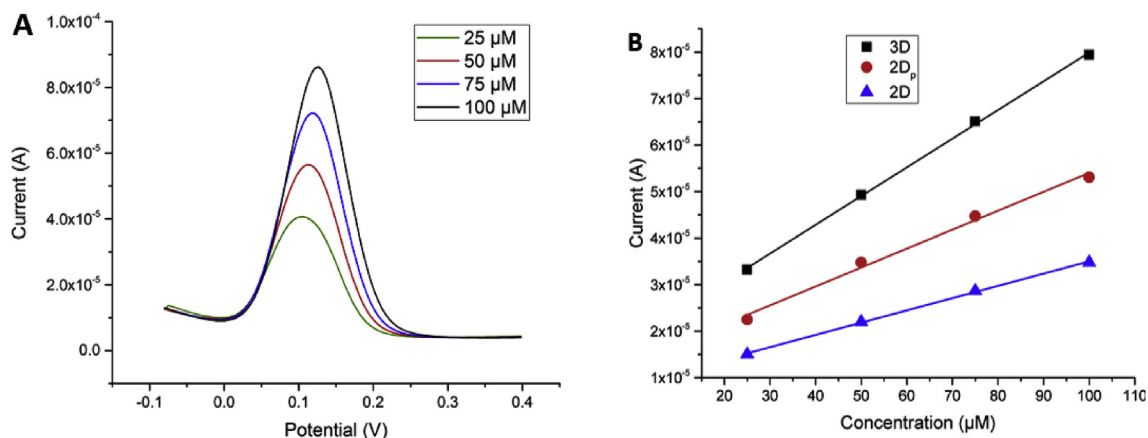 A
25 µM
50 µM
75 µM
100 µM
1.0x10⁻⁴
8.0x10⁻⁵
6.0x10⁻⁵
4.0x10⁻⁵
2.0x10⁻⁵
0.0
Current (A)
-0.1 0.0 0.1 0.2 0.3 0.4
Potential (V)
B
3D
2Dₚ
2D
8x10⁻⁵
7x10⁻⁵
6x10⁻⁵
5x10⁻⁵
4x10⁻⁵
3x10⁻⁵
2x10⁻⁵
1x10⁻⁵
Current (A)
20 30 40 50 60 70 80 90 100 110
Concentration (µM)